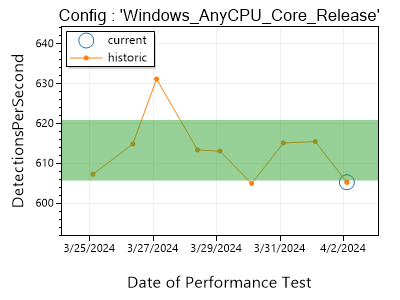 Config : 'Windows_AnyCPU_Core_Release'
current
historic
DetectionsPerSecond
640
630
620
610
600
3/25/2024
3/27/2024
3/29/2024
3/31/2024
4/2/2024
Date of Performance Test